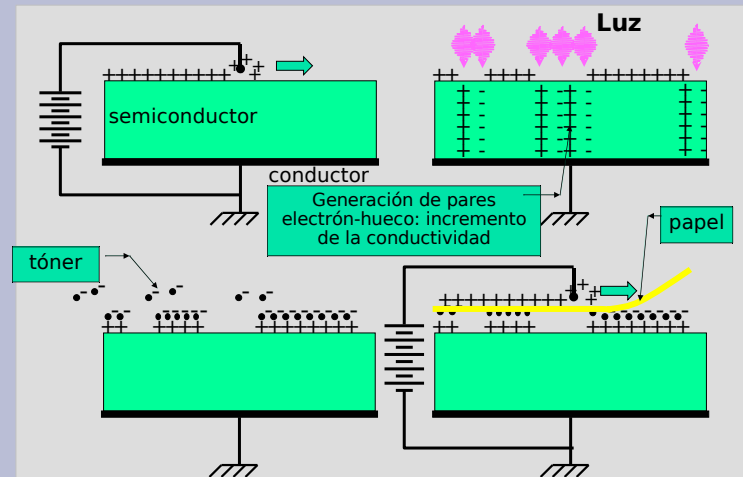 Luz
semiconductor
conductor
Generación de pares
electrón-hueco: incremento
de la conductividad
papel
tóner